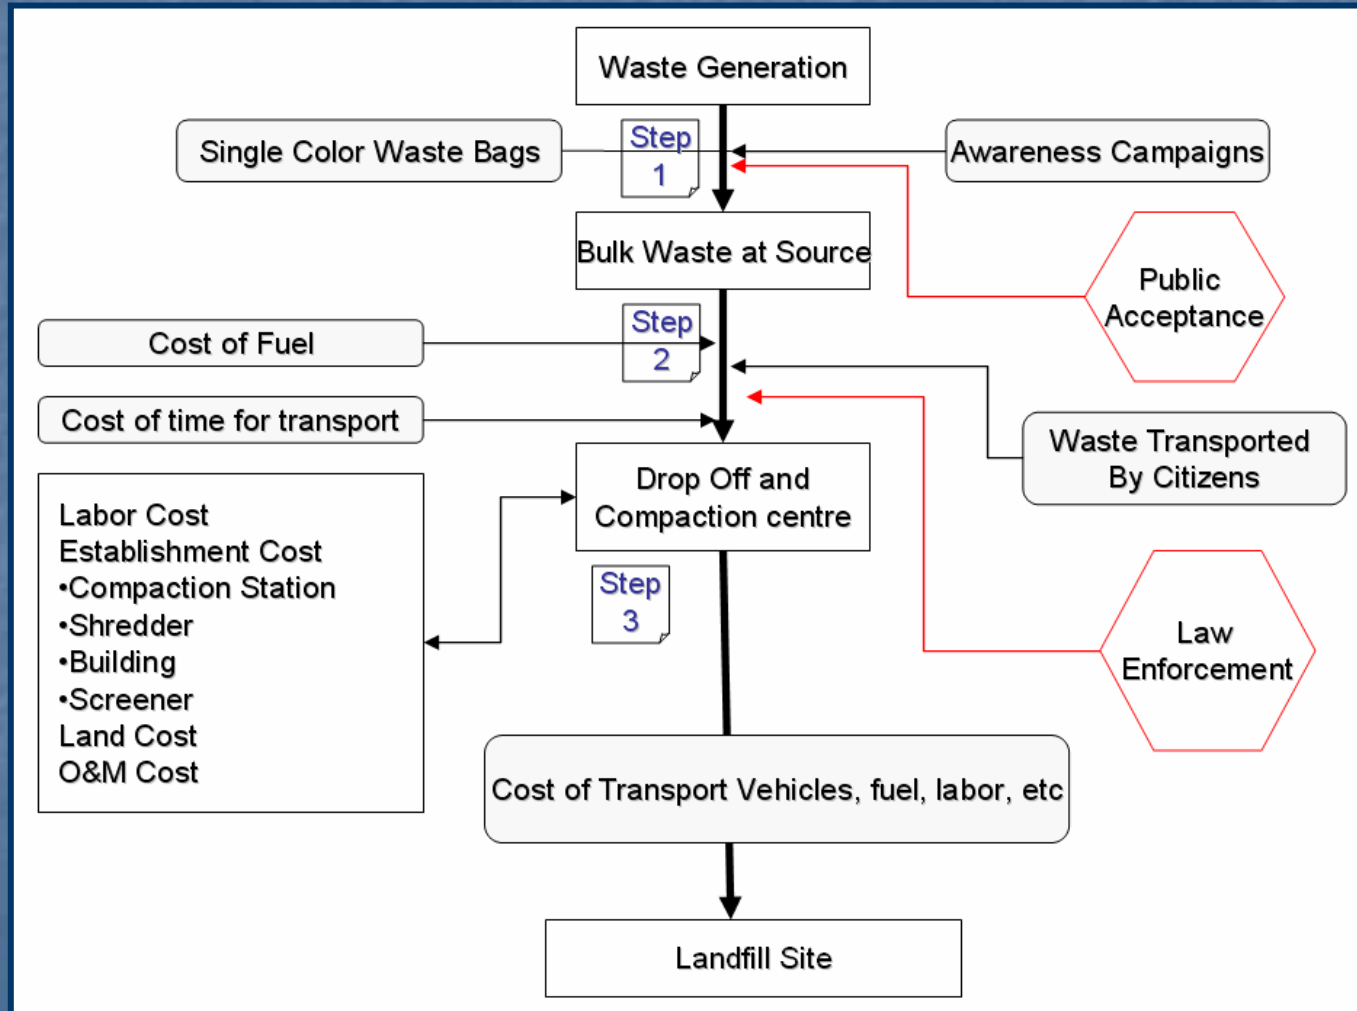 Waste Generation
Single Color Waste Bags
Step
1
Awareness Campaigns
Bulk Waste at Source
Public
Acceptance
Cost of Fuel
Step
2
Cost of time for transport
Waste Transported
By Citizens
Drop Off and
Compaction centre
Labor Cost
Establishment Cost
•Compaction Station
•Shredder
•Building
•Screener
Land Cost
O&M Cost
Step
3
Law
Enforcement
Cost of Transport Vehicles, fuel, labor, etc
Landfill Site